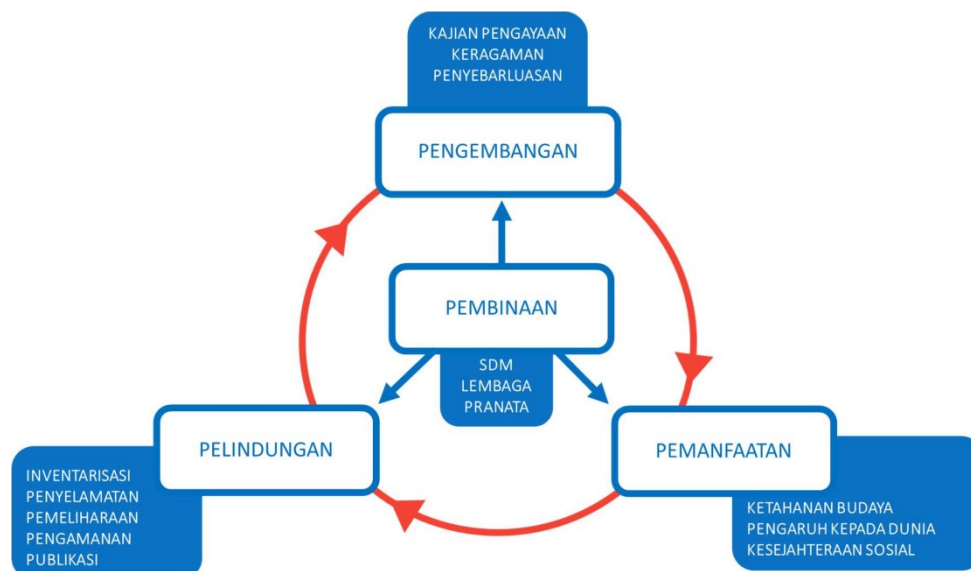 KAJIAN PENGAYAAN
KERAGAMAN
PENYEBARLUASAN
PENGEMBANGAN
PEMBINAAN
SDM
LEMBAGA
PRANATA
PELINDUNGAN
INVENTARISASI
PENYELAMATAN
PEMELIHARAAN
PENGAMANAN
PUBLIKASI
PEMANFAATAN
KETAHANAN BUDAYA
PENGARUH KEPADA DUNIA
KESEJAHTERAAN SOSIAL